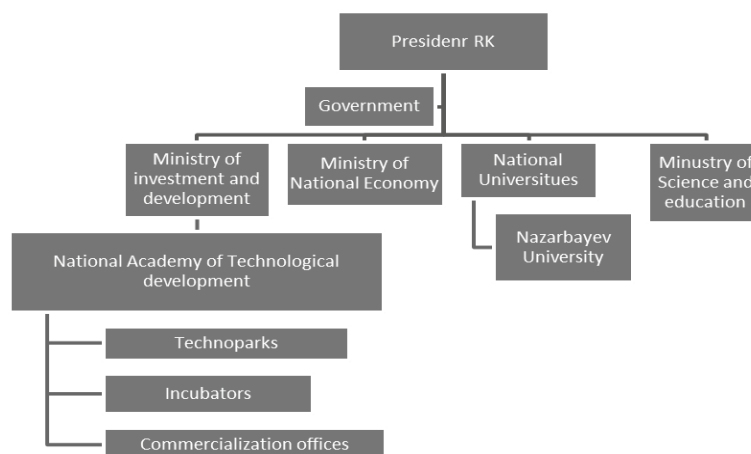 Presidenr RK
Government
Ministry of
investment and
development
Ministry of
National Economy
National
Universitues
Minustry of
Science and
education
National Academy of Technological
development
Nazarbayev
University
Technoparks
Incubators
Commercialization offices